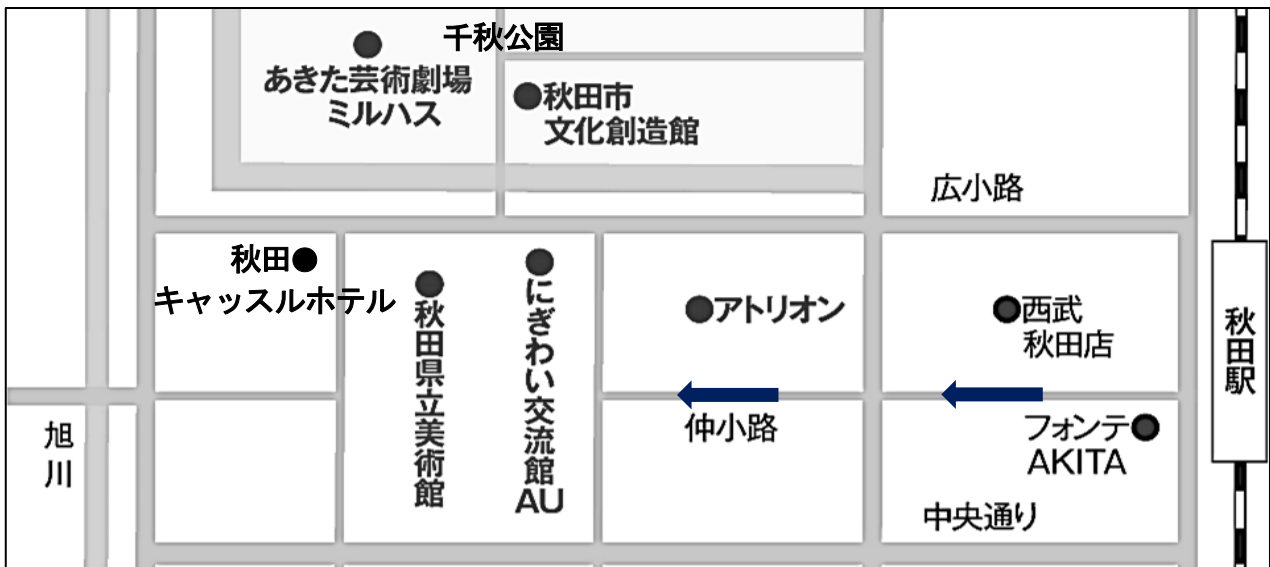 千秋公園
あきた芸術劇場
ミルハス
秋田市
文化創造館
広小路
秋田
キャッスルホテル
秋田県立美術館
にぎわい交流館AU
アトリオン
西武
秋田店
秋田駅
仲小路
フォンテ
AKITA
旭川
中央通り